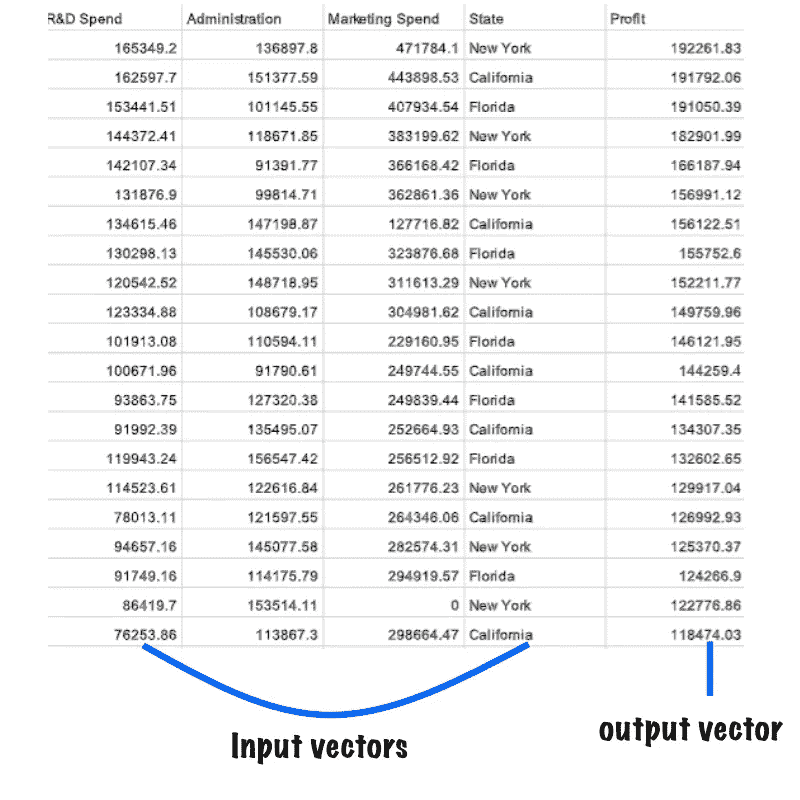 R&D Spend Administration Marketing Spend State Profit
165349.2 136897.8 471784.1 New York 192261.83
162597.7 151377.59 443898.53 California 191792.06
153441.51 101145.55 407934.54 Florida 191050.39
144372.41 118671.85 383199.62 New York 182901.99
142107.34 91391.77 366168.42 Florida 166187.94
131876.9 99814.71 362861.36 New York 156991.12
134615.46 147198.87 127716.82 California 156122.51
130298.13 145530.06 323876.68 Florida 155752.6
120542.52 148718.95 311613.29 New York 152211.77
123334.88 108679.17 304981.62 California 149759.96
101913.08 110594.11 229160.95 Florida 146121.95
100671.96 91790.61 249744.55 California 144259.4
93863.75 127320.38 249839.44 Florida 141585.52
91992.39 135495.07 252664.93 California 134307.35
119943.24 156547.42 256512.92 Florida 132602.65
114523.61 122616.84 261776.23 New York 129917.04
78013.11 121597.55 264346.06 California 126992.93
94657.16 145077.58 282574.31 New York 125370.37
91749.16 114175.79 294919.57 Florida 124266.9
86419.7 153514.11 0 New York 122776.86
76253.86 113867.3 298664.47 California 118474.03
Input vectors
output vector